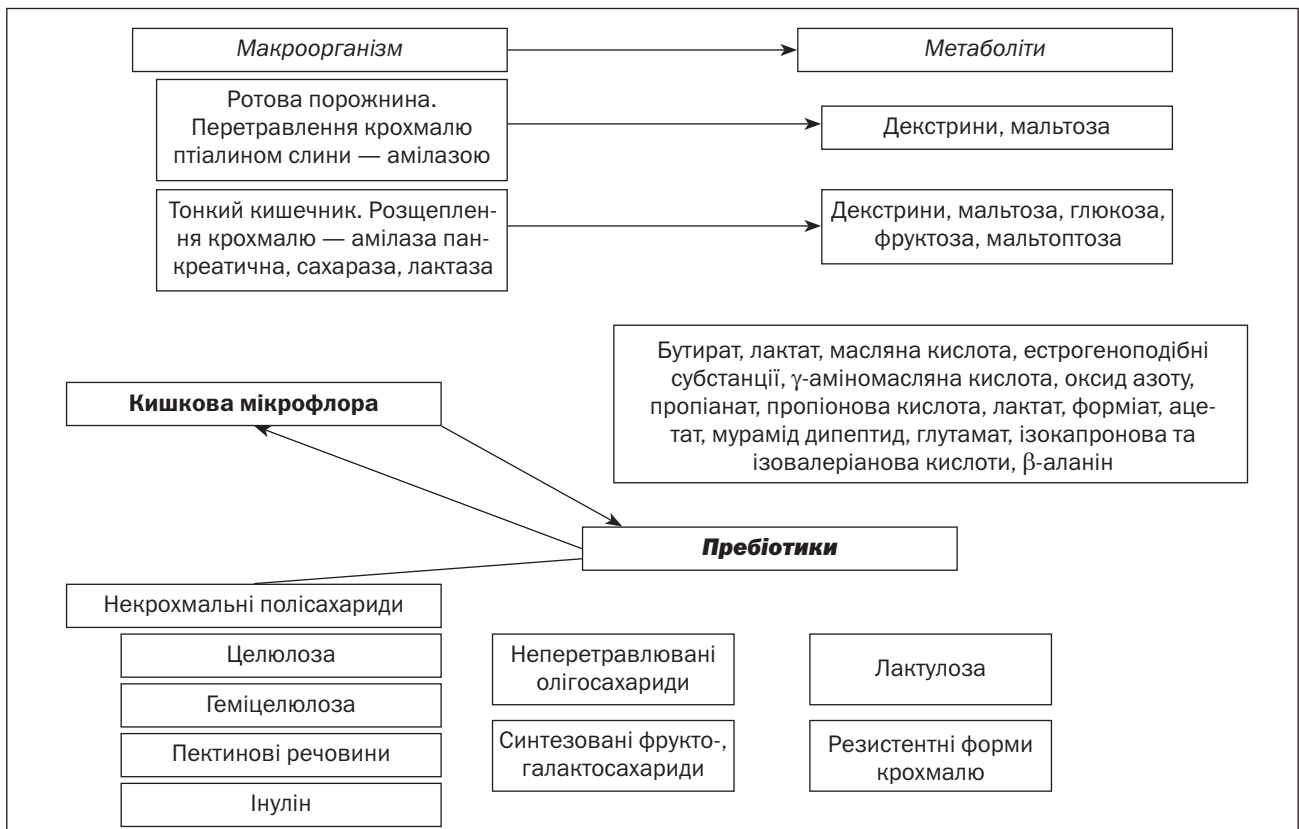 Макроорганізм
Метаболіти
Ротова порожнина.
Перетравлення крохмалю
птіалином слини — амілазою
Декстрини, мальтоза
Тонкий кишечник. Розщеплен-
ня крохмалю — амілаза пан-
креатична, сахараза, лактаза
Декстрини, мальтоза, глюкоза,
фруктоза, мальтоптоза
Бутират, лактат, масляна кислота, естрогеноподібні
субстанції, γ-аміномасляна кислота, оксид азоту,
пропіанат, пропіонова кислота, лактат, форміат, аце-
тат, мурамід дипептид, глутамат, ізокапронова та
ізовалеріанова кислоти, β-аланін
Кишкова мікрофлора
Пребіотики
Некрохмальні полісахариди
Целюлоза
Геміцелюлоза
Пектинові речовини
Інулін
Неперетравлювані
олігосахариди
Синтезовані фрукто-,
галактосахариди
Лактулоза
Резистентні форми
крохмалю